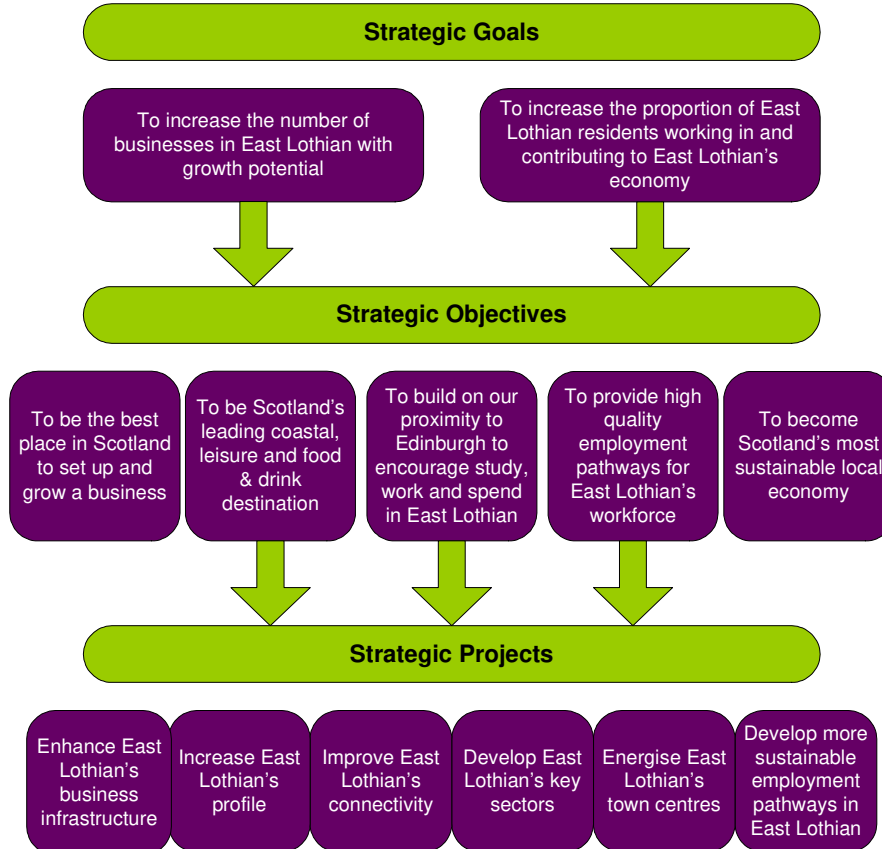 Strategic Goals
To increase the number of
businesses in East Lothian with
growth potential
To increase the proportion of East
Lothian residents working in and
contributing to East Lothian's
economy
Strategic Objectives
To be the best
place in Scotland
to set up and
grow a business
To be Scotland's
leading coastal,
leisure and food
& drink
destination
To build on our
proximity to
Edinburgh to
encourage study,
work and spend
in East Lothian
To provide high
quality
employment
pathways for
East Lothian's
workforce
To become
Scotland's most
sustainable local
economy
Strategic Projects
Enhance East
Lothian's
business
infrastructure
Increase East
Lothian's
profile
Improve East
Lothian's
connectivity
Develop East
Lothian's key
sectors
Energise East
Lothian's
town centres
Develop more
sustainable
employment
pathways in
East Lothian